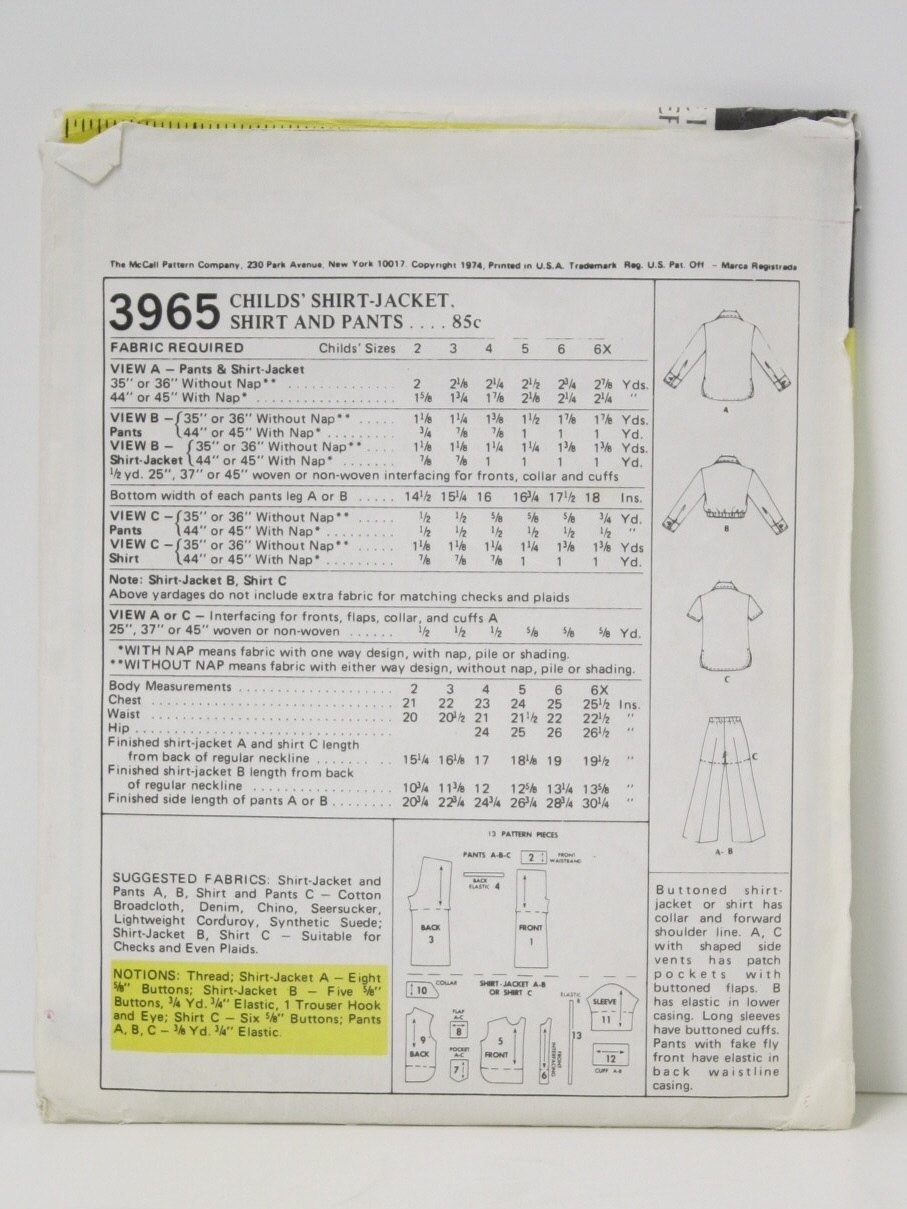 The McCall Pattern Company, 230 Park Avenue, New York 10017 Copyright 1974, Printed in U.S.A. Trademark Reg. U.S. Pat. Off – Marca Registrada
3965 CHILDS' SHIRT-JACKET,
SHIRT AND PANTS .... 85c
FABRIC REQUIRED Childs' Sizes 2 3 4 5 6 6X
VIEW A – Pants & Shirt-Jacket
35" or 36" Without Nap** .............. 2 2⅛ 2¼ 2½ 2¾ 2⅞ Yds.
44" or 45" With Nap* .................. 1⅝ 1¾ 1⅞ 2⅛ 2¼ 2¼ "
VIEW B – {35" or 36" Without Nap** ..... 1⅛ 1¼ 1⅜ 1½ 1⅞ 1⅞ Yds.
Pants {44" or 45" With Nap* ......... ¾ ⅞ ⅞ 1 1 1 Yd.
VIEW B – {35" or 36" Without Nap** .... 1⅛ 1⅛ 1¼ 1¼ 1⅜ 1⅜ Yds.
Shirt-Jacket {44" or 45" With Nap* ....... ⅞ ⅞ 1 1 1 1 Yd.
½ yd. 25", 37" or 45" woven or non-woven interfacing for fronts, collar and cuffs
Bottom width of each pants leg A or B ..... 14½ 15¼ 16 16¾ 17½ 18 Ins.
VIEW C – {35" or 36" Without Nap** ..... ½ ½ ⅝ ⅝ ⅝ ¾ Yd.
Pants {44" or 45" With Nap* ......... ½ ½ ½ ½ ½ ½ "
VIEW C – {35" or 36" Without Nap** ..... 1⅛ 1⅛ 1¼ 1¼ 1⅜ 1⅜ Yds
Shirt {44" or 45" With Nap* ......... ⅞ ⅞ ⅞ 1 1 1 Yd.
Note: Shirt-Jacket B, Shirt C
Above yardages do not include extra fabric for matching checks and plaids
VIEW A or C – Interfacing for fronts, flaps, collar, and cuffs A
25", 37" or 45" woven or non-woven ...... ½ ½ ½ ⅝ ⅝ ⅝ Yd.
*WITH NAP means fabric with one way design, with nap, pile or shading.
**WITHOUT NAP means fabric with either way design, without nap, pile or shading.
Body Measurements .................... 2 3 4 5 6 6X
Chest ............................... 21 22 23 24 25 25½ Ins.
Waist ............................... 20 20½ 21 21½ 22 22½ "
Hip ................................. 24 25 26 26½ "
Finished shirt-jacket A and shirt C length
from back of regular neckline ......... 15¼ 16⅛ 17 18⅛ 19 19½ "
Finished shirt-jacket B length from back
of regular neckline .................. 10¾ 11⅜ 12 12⅝ 13¼ 13⅝ "
Finished side length of pants A or B ........ 20¾ 22¾ 24¾ 26¾ 28¾ 30¼ "
A
B
C
C
A-B
SUGGESTED FABRICS: Shirt-Jacket and
Pants A, B, Shirt and Pants C – Cotton
Broadcloth, Denim, Chino, Seersucker,
Lightweight Corduroy, Synthetic Suede;
Shirt-Jacket B, Shirt C – Suitable for
Checks and Even Plaids.
NOTIONS: Thread; Shirt-Jacket A – Eight
⅝" Buttons; Shirt-Jacket B – Five ⅝"
Buttons, ¾ Yd. ¾" Elastic, 1 Trouser Hook
and Eye; Shirt C – Six ⅝" Buttons; Pants
A, B, C – ⅜ Yd. ¾" Elastic.
13 PATTERN PIECES
PANTS A-B-C
2 FRONT
WAISTBAND
BACK
ELASTIC 4
BACK
3
FRONT
1
SHIRT-JACKET A-B
OR SHIRT C
10 COLLAR
9
BACK
FLAP
A-C
8
POCKET
A-C
7
5
FRONT
6
FRONT
INTERFACING
ELASTIC
B
13
SLEEVE
11
12
CUFF A-B
Buttoned shirt-
jacket or shirt has
collar and forward
shoulder line. A, C
with shaped side
vents has patch
pockets with
buttoned flaps. B
has elastic in lower
casing. Long sleeves
have buttoned cuffs.
Pants with fake fly
front have elastic in
back waistline
casing.